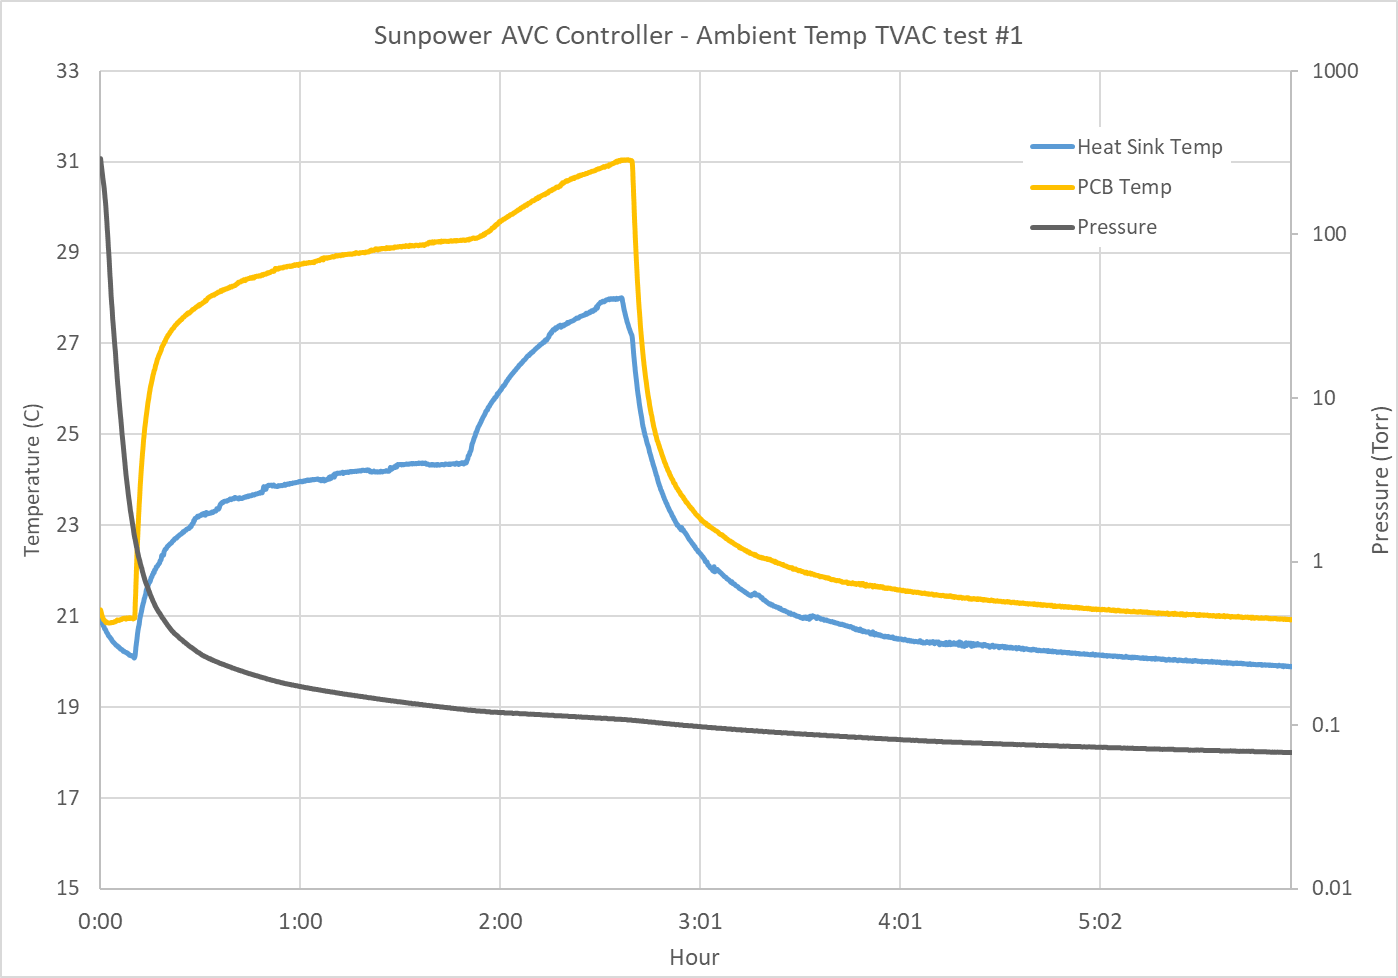 Sunpower AVC Controller - Ambient Temp TVAC test #1
33
31
29
27
25
23
21
19
17
15
Temperature (C)
1000
100
10
1
0.1
0.01
Pressure (Torr)
Heat Sink Temp
PCB Temp
Pressure
0:00 1:00 2:00 3:01 4:01 5:02
Hour